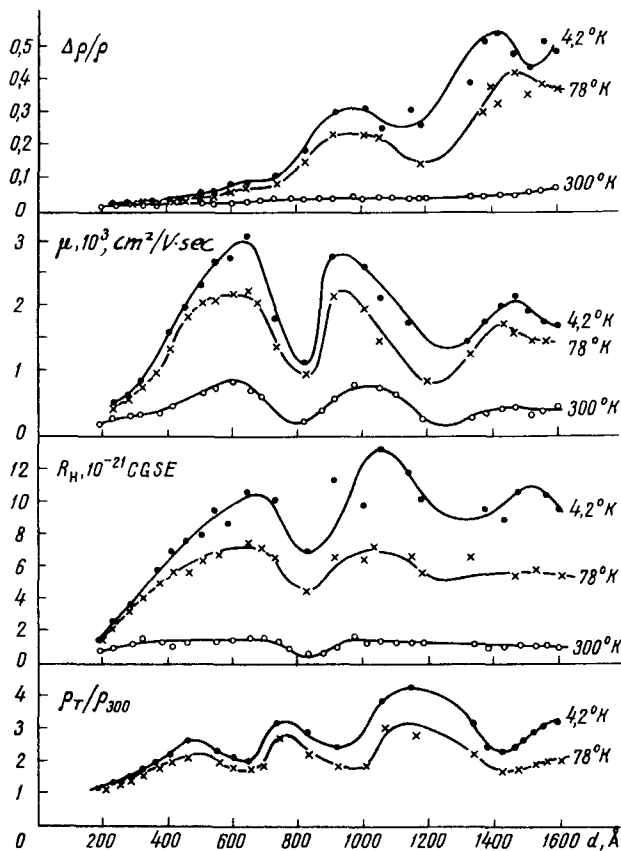 Δρ/ρ
0,5
0,4
0,3
0,2
0,1
0
4,2°K
78°K
300°K
μ, 10³, cm²/V·sec
3
2
1
0
4,2°K
78°K
300°K
R_H, 10⁻²¹ CGSE
12
10
8
6
4
2
0
4,2°K
78°K
300°K
ρ_T/ρ_300
4
3
2
1
0
4,2°K
78°K
200 400 600 800 1000 1200 1400 1600 d, Å